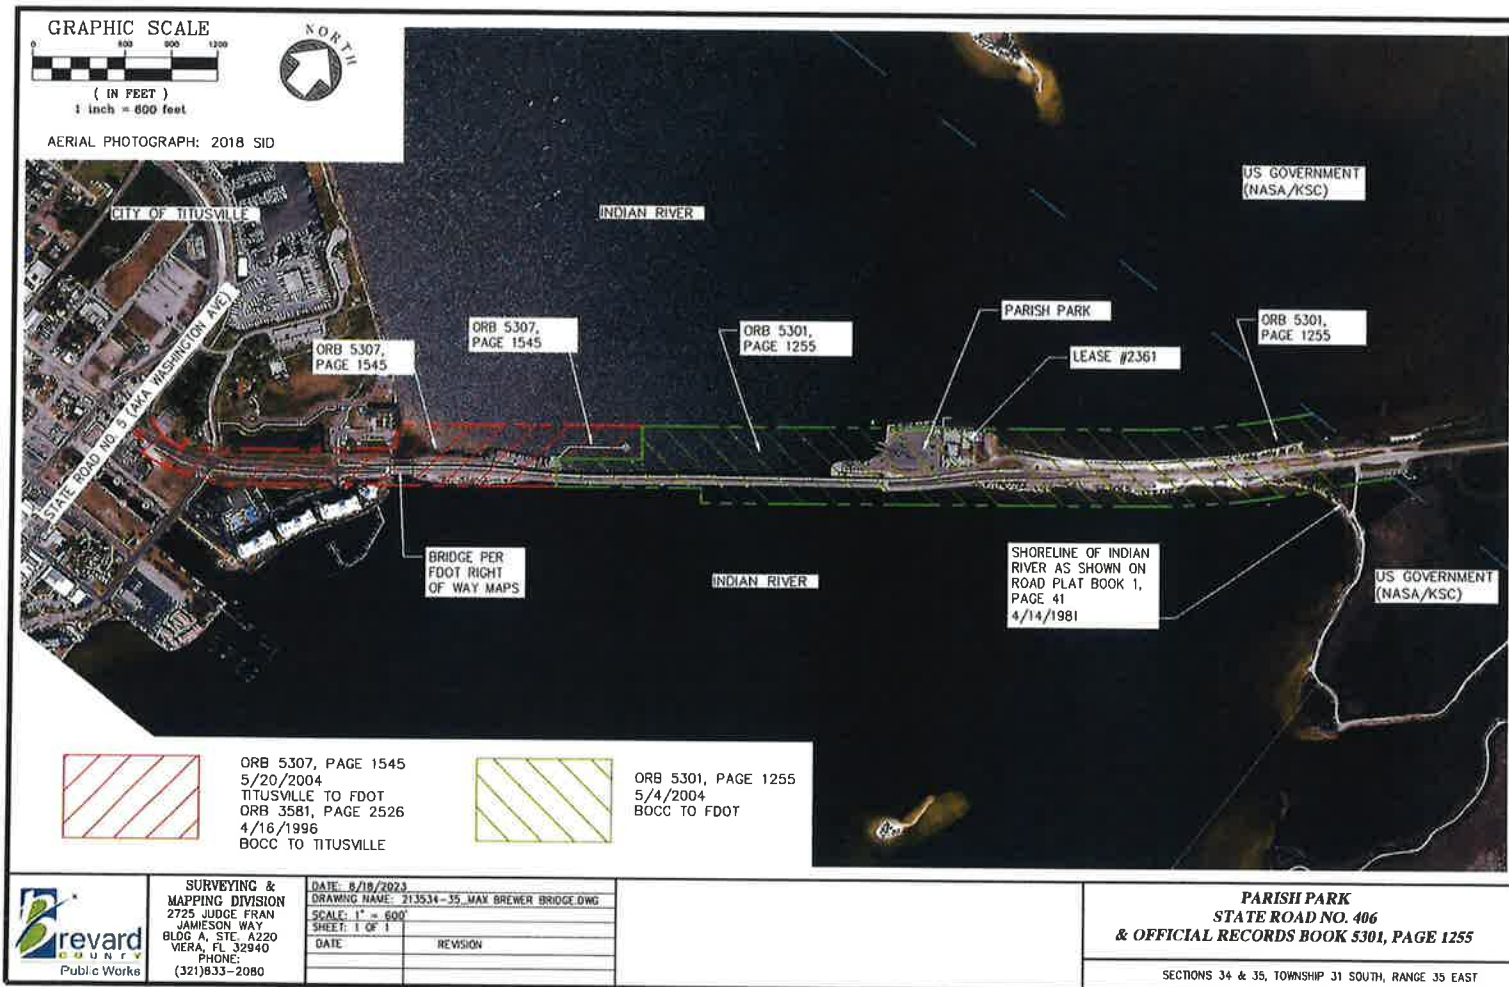 GRAPHIC SCALE
0 600 900 1200
( IN FEET )
1 inch = 600 feet
NORTH
AERIAL PHOTOGRAPH: 2018 SID
CITY OF TITUSVILLE
STATE ROAD NO. 5 (AKA WASHINGTON AVE)
INDIAN RIVER
US GOVERNMENT
(NASA/KSC)
ORB 5307,
PAGE 1545
ORB 5307,
PAGE 1545
ORB 5301,
PAGE 1255
PARISH PARK
LEASE #2361
ORB 5301,
PAGE 1255
BRIDGE PER
FDOT RIGHT
OF WAY MAPS
INDIAN RIVER
SHORELINE OF INDIAN
RIVER AS SHOWN ON
ROAD PLAT BOOK 1,
PAGE 41
4/14/1981
US GOVERNMENT
(NASA/KSC)
ORB 5307, PAGE 1545
5/20/2004
TITUSVILLE TO FDOT
ORB 3581, PAGE 2526
4/16/1996
BOCC TO TITUSVILLE
ORB 5301, PAGE 1255
5/4/2004
BOCC TO FDOT
Brevard
COUNTY
Public Works
SURVEYING &
MAPPING DIVISION
2725 JUDGE FRAN
JAMIESON WAY
BLDG A, STE. A220
VIERA, FL 32940
PHONE:
(321)633-2080
DATE: 8/18/2023
DRAWING NAME: 213534-35_MAX BREWER BRIDGE.DWG
SCALE: 1" = 600'
SHEET: 1 OF 1
DATE REVISION
PARISH PARK
STATE ROAD NO. 406
& OFFICIAL RECORDS BOOK 5301, PAGE 1255
SECTIONS 34 & 35, TOWNSHIP 31 SOUTH, RANGE 35 EAST